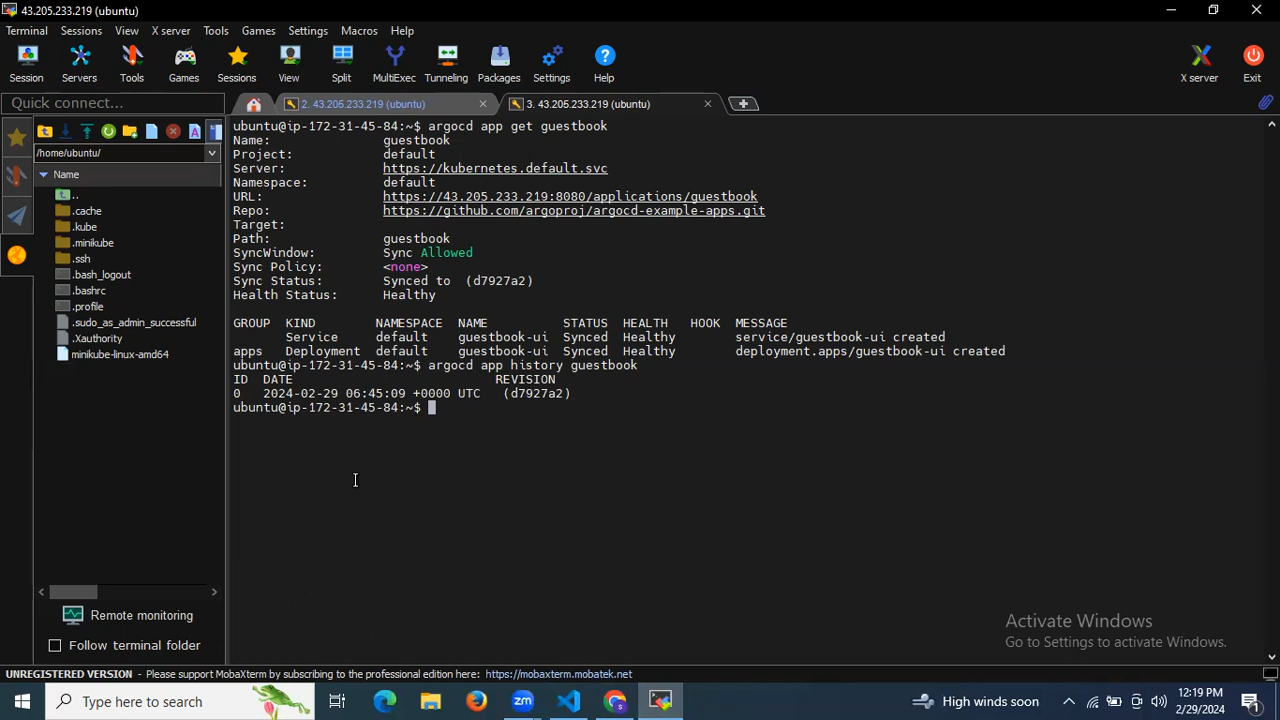 43.205.233.219 (ubuntu)
Terminal Sessions View X server Tools Games Settings Macros Help
Session Servers Tools Games Sessions View Split MultiExec Tunneling Packages Settings Help X server Exit
Quick connect...
2. 43.205.233.219 (ubuntu)
3. 43.205.233.219 (ubuntu)
/home/ubuntu/
Name
..
.cache
.kube
.minikube
.ssh
.bash_logout
.bashrc
.profile
.sudo_as_admin_successful
.Xauthority
minikube-linux-amd64
Remote monitoring
Follow terminal folder
ubuntu@ip-172-31-45-84:~$ argocd app get guestbook
Name: guestbook
Project: default
Server: https://kubernetes.default.svc
Namespace: default
URL: https://43.205.233.219:8080/applications/guestbook
Repo: https://github.com/argoproj/argocd-example-apps.git
Target:
Path: guestbook
SyncWindow: Sync Allowed
Sync Policy: <none>
Sync Status: Synced to (d7927a2)
Health Status: Healthy
GROUP KIND NAMESPACE NAME STATUS HEALTH HOOK MESSAGE
Service default guestbook-ui Synced Healthy service/guestbook-ui created
apps Deployment default guestbook-ui Synced Healthy deployment.apps/guestbook-ui created
ubuntu@ip-172-31-45-84:~$ argocd app history guestbook
ID DATE REVISION
0 2024-02-29 06:45:09 +0000 UTC (d7927a2)
ubuntu@ip-172-31-45-84:~$
Activate Windows
Go to Settings to activate Windows.
UNREGISTERED VERSION - Please support MobaXterm by subscribing to the professional edition here: https://mobaxterm.mobatek.net
Type here to search
zm
High winds soon
12:19 PM
2/29/2024
1